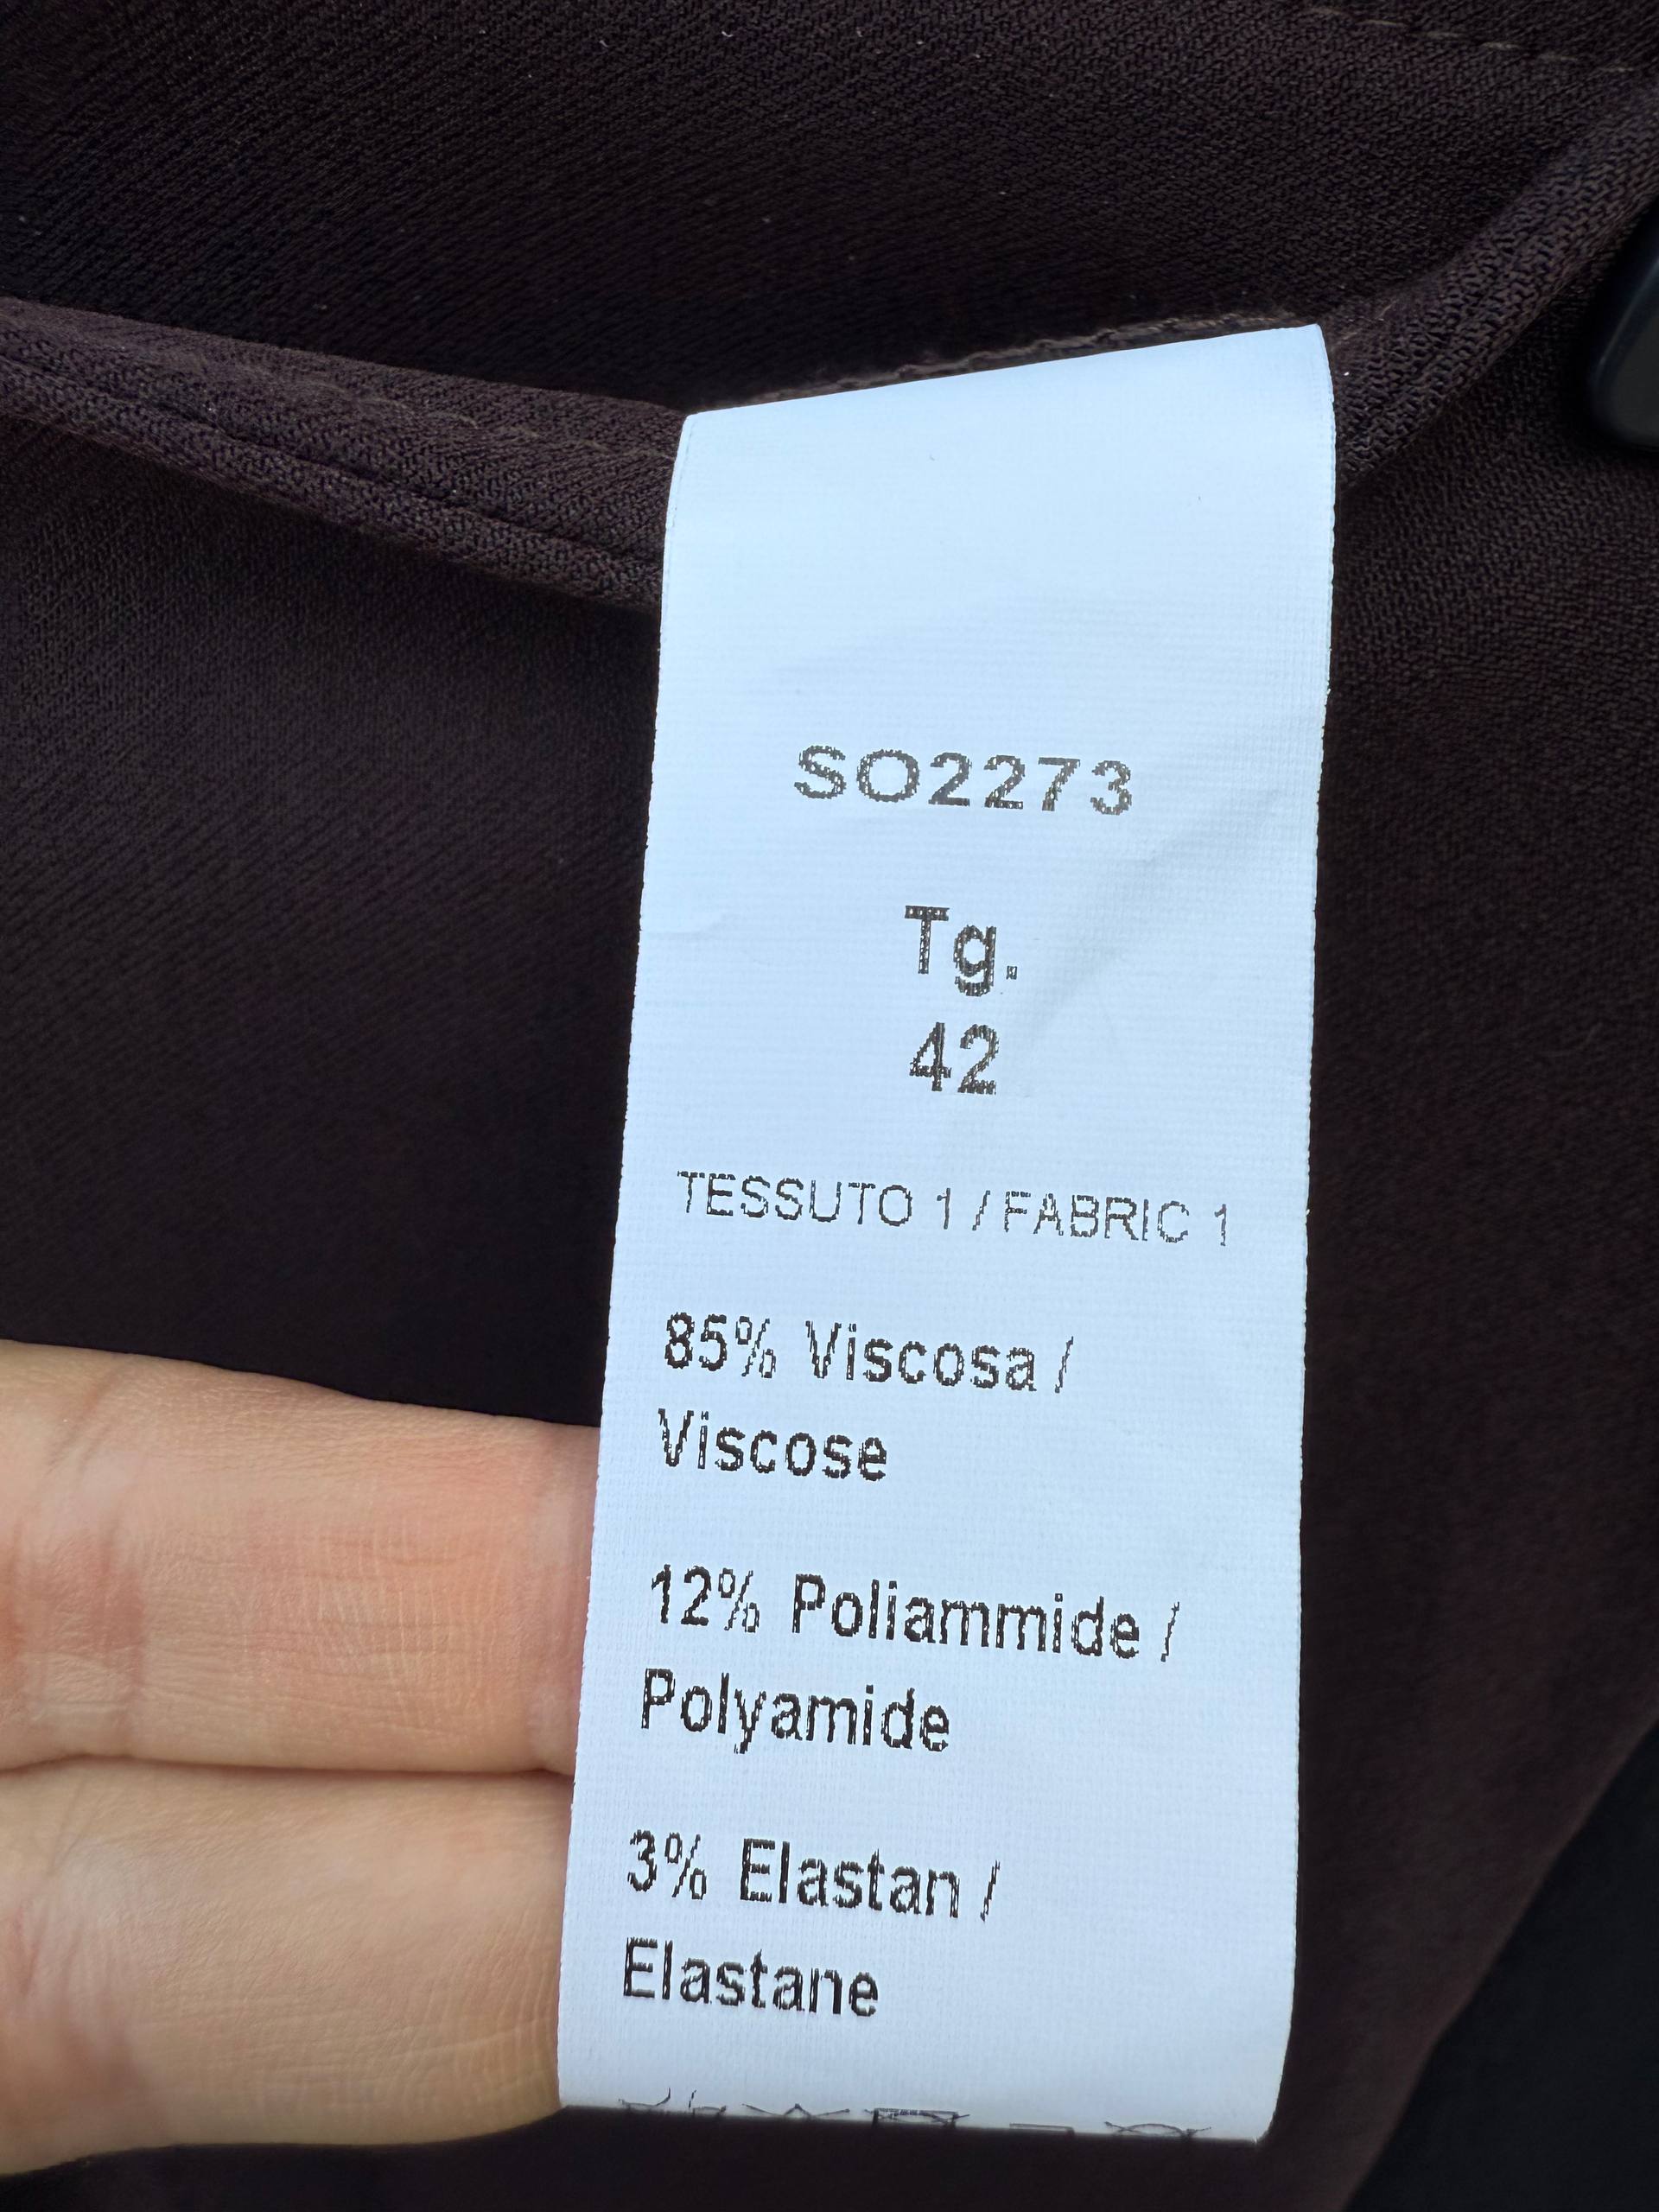 SO2273
Tg.
42
TESSUTO 1 / FABRIC 1
85% Viscosa /
Viscose
12% Poliammide /
Polyamide
3% Elastan /
Elastane